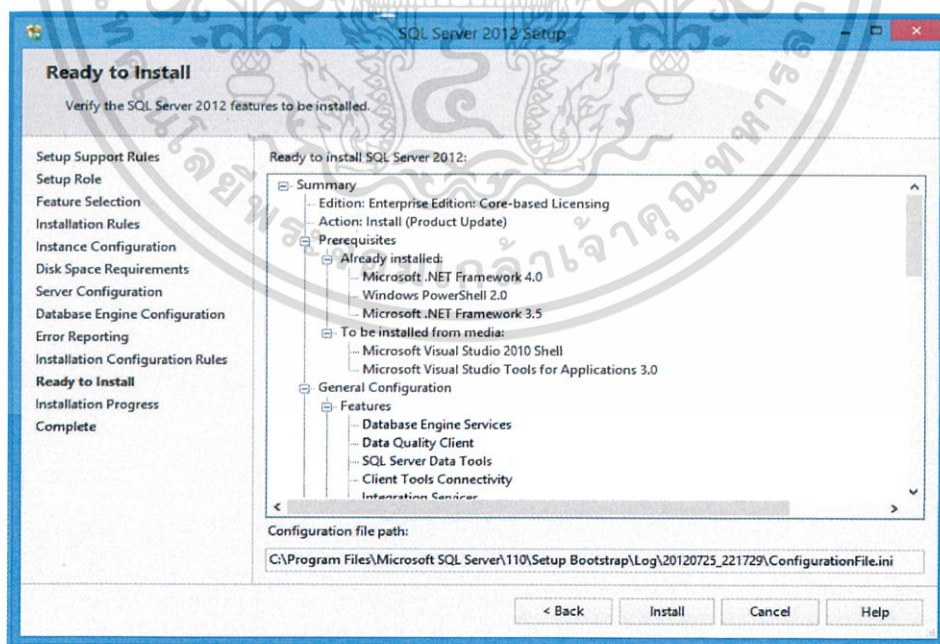 SQL Server 2012 Setup
Ready to Install
Verify the SQL Server 2012 features to be installed.
Setup Support Rules
Setup Role
Feature Selection
Installation Rules
Instance Configuration
Disk Space Requirements
Server Configuration
Database Engine Configuration
Error Reporting
Installation Configuration Rules
Ready to Install
Installation Progress
Complete
Ready to install SQL Server 2012:
Summary
Edition: Enterprise Edition: Core-based Licensing
Action: Install (Product Update)
Prerequisites
Already installed:
Microsoft .NET Framework 4.0
Windows PowerShell 2.0
Microsoft .NET Framework 3.5
To be installed from media:
Microsoft Visual Studio 2010 Shell
Microsoft Visual Studio Tools for Applications 3.0
General Configuration
Features
Database Engine Services
Data Quality Client
SQL Server Data Tools
Client Tools Connectivity
Integration Services
Configuration file path:
C:\Program Files\Microsoft SQL Server\110\Setup Bootstrap\Log\20120725_221729\ConfigurationFile.ini
< Back
Install
Cancel
Help